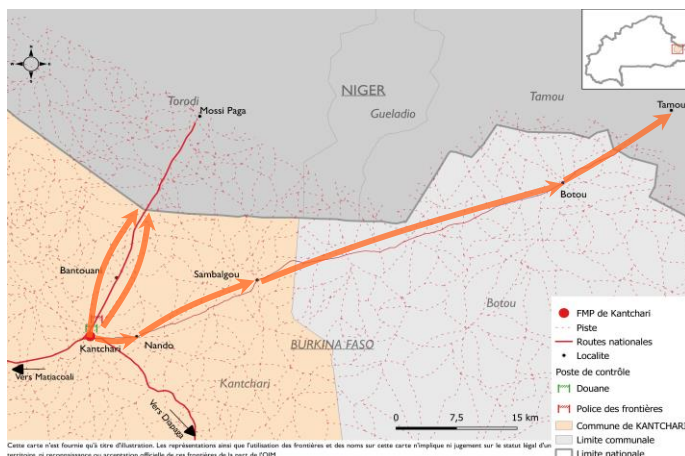 NIGER
Torodi
Mossi Paga
Gueladio
Tamou
Tamou
Botou
Bantouani
Sambalgou
Botou
Kantchari
Nando
BURKINA FASO
Kantchari
Vers Matiacoali
Vers Diapaga
0 7,5 15 km
FMP de Kantchari
Piste
Routes nationales
Localite
Poste de contrôle
Douane
Police des frontières
Commune de KANTCHARI
Limite communale
Limite nationale
Cette carte n'est fournie qu'à titre d'illustration. Les représentations ainsi que l'utilisation des frontières et des noms sur cette carte n'implique ni jugement sur le statut légal d'un
territoire, ni reconnaissance ou acceptation officielle de ces frontières de la part de l'OIM